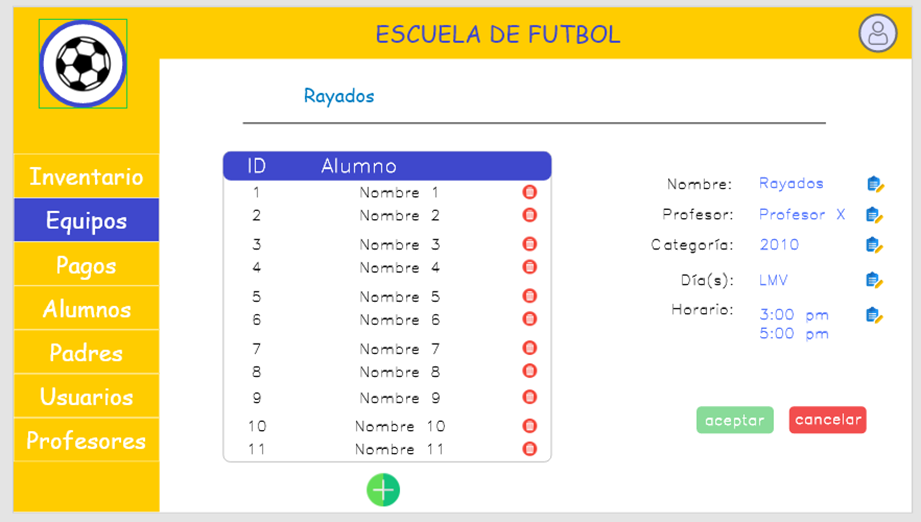 ESCUELA DE FUTBOL
Rayados
Inventario
Equipos
Pagos
Alumnos
Padres
Usuarios
Profesores
ID Alumno
1 Nombre 1
2 Nombre 2
3 Nombre 3
4 Nombre 4
5 Nombre 5
6 Nombre 6
7 Nombre 7
8 Nombre 8
9 Nombre 9
10 Nombre 10
11 Nombre 11
Nombre: Rayados
Profesor: Profesor X
Categoría: 2010
Día(s): LMV
Horario: 3:00 pm
5:00 pm
aceptar cancelar